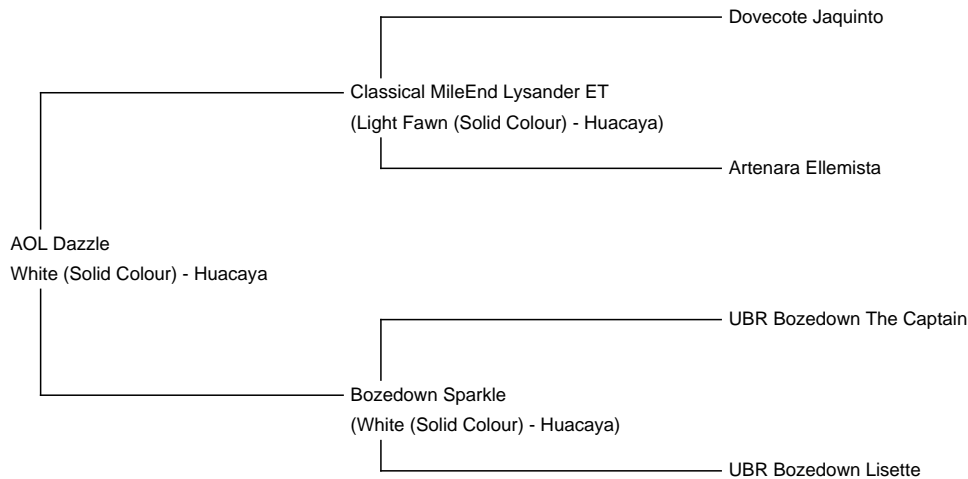 Dovecote Jaquinto
Classical MileEnd Lysander ET
(Light Fawn (Solid Colour) - Huacaya)
Artenara Ellemista
AOL Dazzle
White (Solid Colour) - Huacaya
UBR Bozedown The Captain
Bozedown Sparkle
(White (Solid Colour) - Huacaya)
UBR Bozedown Lisette